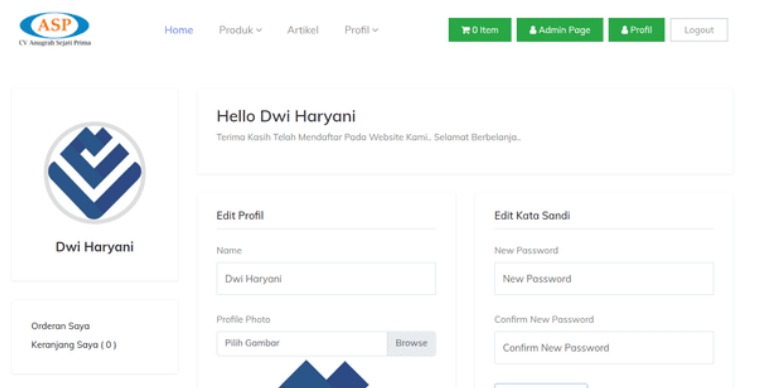 ASP
CV Anugrah Sejati Prima
Home
Produk
Artikel
Profil
0 Item
Admin Page
Profil
Logout
Dwi Haryani
Orderan Saya
Keranjang Saya ( 0 )
Hello Dwi Haryani
Terima Kasih Telah Mendaftar Pada Website Kami.. Selamat Berbelanja..
Edit Profil
Name
Dwi Haryani
Profile Photo
Pilih Gambar
Browse
Edit Kata Sandi
New Password
New Password
Confirm New Password
Confirm New Password